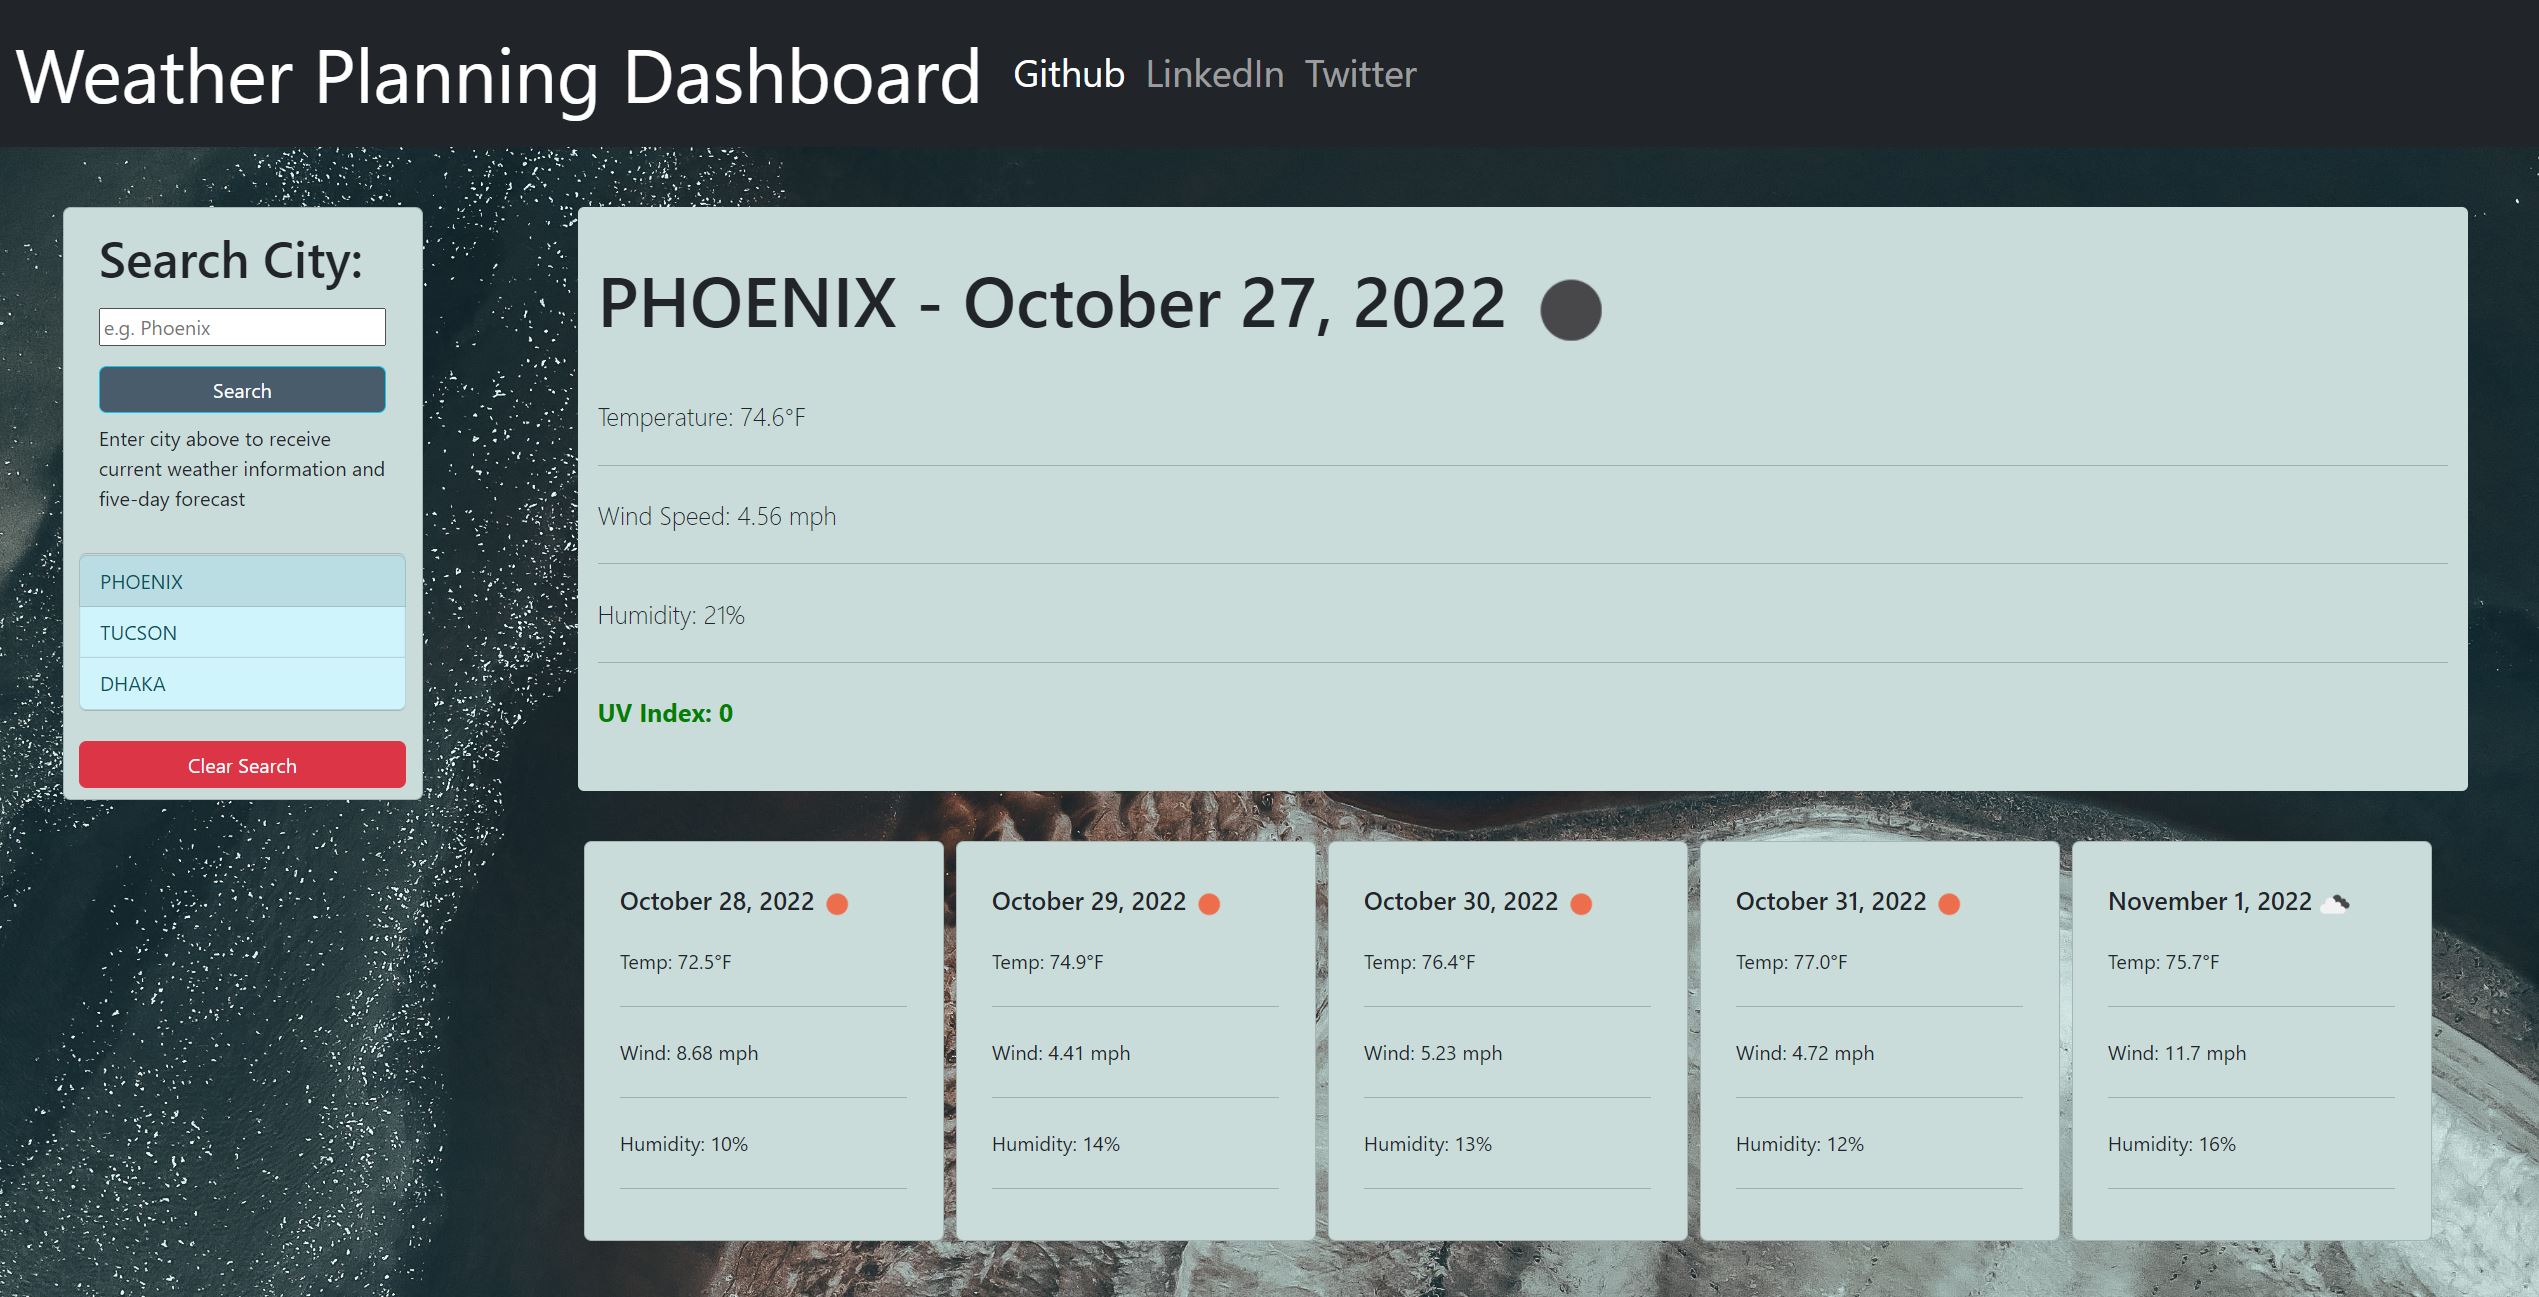 Weather Planning Dashboard Github LinkedIn Twitter
Search City:
e.g. Phoenix
Search
Enter city above to receive
current weather information and
five-day forecast
PHOENIX
TUCSON
DHAKA
Clear Search
PHOENIX - October 27, 2022
Temperature: 74.6°F
Wind Speed: 4.56 mph
Humidity: 21%
UV Index: 0
October 28, 2022
Temp: 72.5°F
Wind: 8.68 mph
Humidity: 10%
October 29, 2022
Temp: 74.9°F
Wind: 4.41 mph
Humidity: 14%
October 30, 2022
Temp: 76.4°F
Wind: 5.23 mph
Humidity: 13%
October 31, 2022
Temp: 77.0°F
Wind: 4.72 mph
Humidity: 12%
November 1, 2022
Temp: 75.7°F
Wind: 11.7 mph
Humidity: 16%